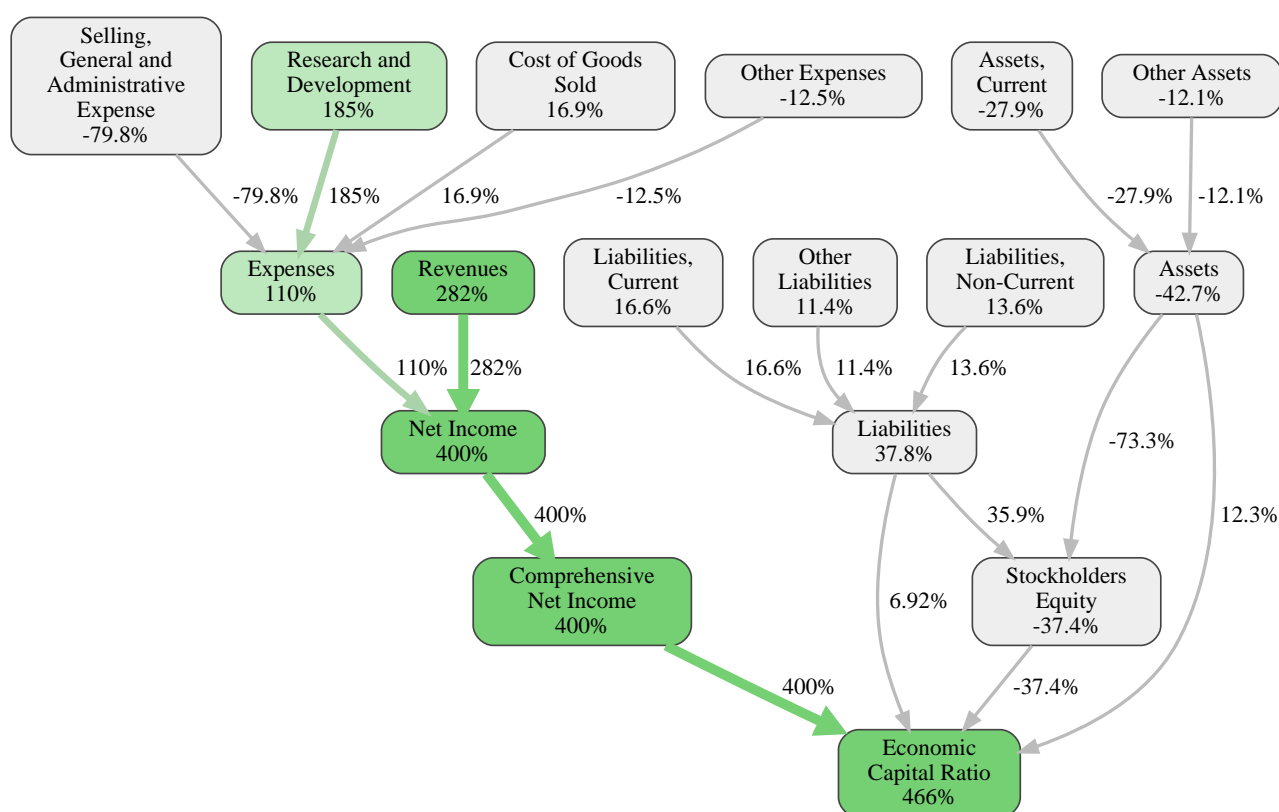 Selling,
General and
Administrative
Expense
-79.8%
Research and
Development
185%
Cost of Goods
Sold
16.9%
Other Expenses
-12.5%
Assets,
Current
-27.9%
Other Assets
-12.1%
-79.8%
185%
16.9%
-12.5%
-27.9%
-12.1%
Expenses
110%
Revenues
282%
Liabilities,
Current
16.6%
Other
Liabilities
11.4%
Liabilities,
Non-Current
13.6%
Assets
-42.7%
110%
282%
16.6%
11.4%
13.6%
Net Income
400%
Liabilities
37.8%
-73.3%
400%
35.9%
12.3%
Comprehensive
Net Income
400%
6.92%
Stockholders
Equity
-37.4%
400%
-37.4%
Economic
Capital Ratio
466%